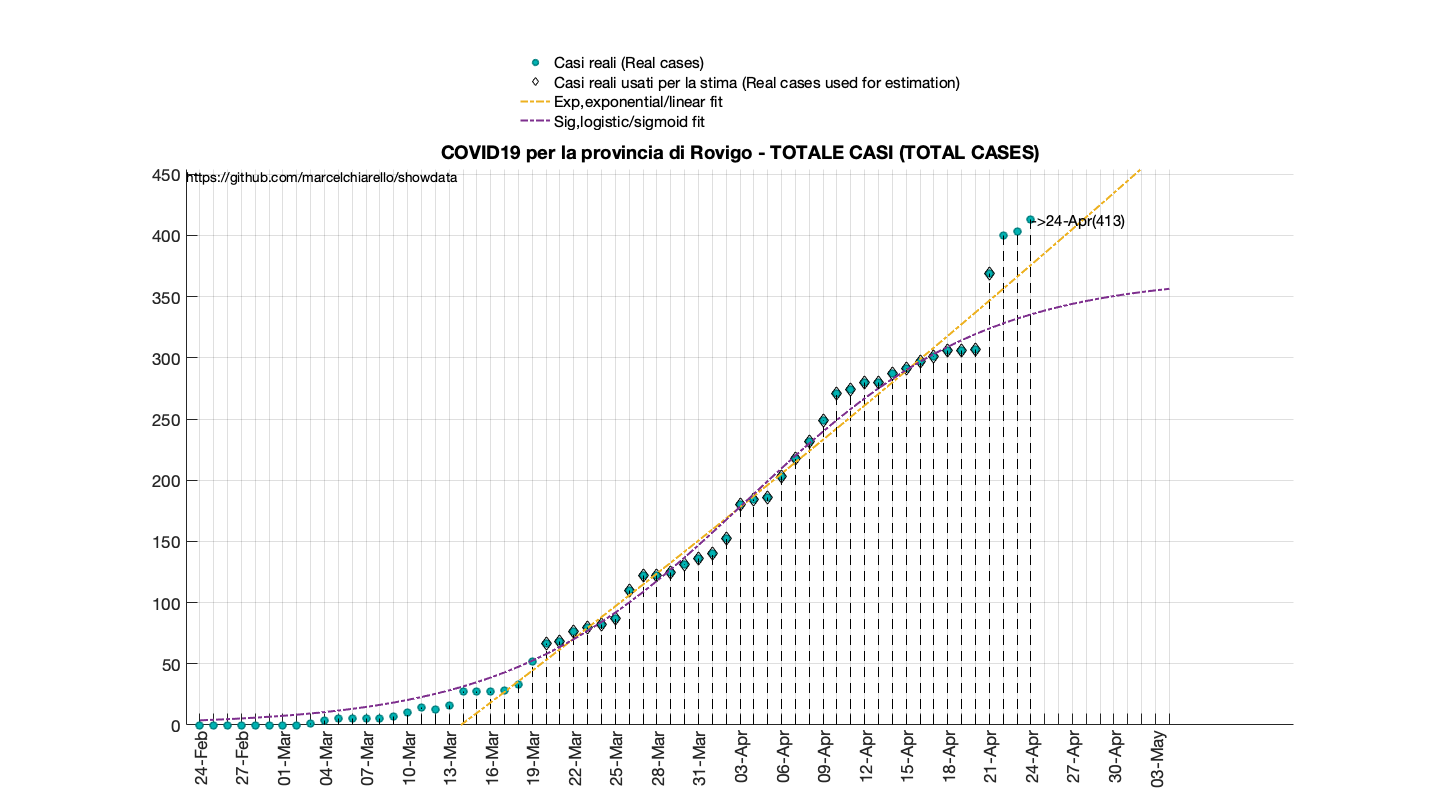 Casi reali (Real cases)
Casi reali usati per la stima (Real cases used for estimation)
Exp,exponential/linear fit
Sig,logistic/sigmoid fit
COVID19 per la provincia di Rovigo - TOTALE CASI (TOTAL CASES)
https://github.com/marcelchiarello/showdata
->24-Apr(413)
450
400
350
300
250
200
150
100
50
0
24-Feb
27-Feb
01-Mar
04-Mar
07-Mar
10-Mar
13-Mar
16-Mar
19-Mar
22-Mar
25-Mar
28-Mar
31-Mar
03-Apr
06-Apr
09-Apr
12-Apr
15-Apr
18-Apr
21-Apr
24-Apr
27-Apr
30-Apr
03-May